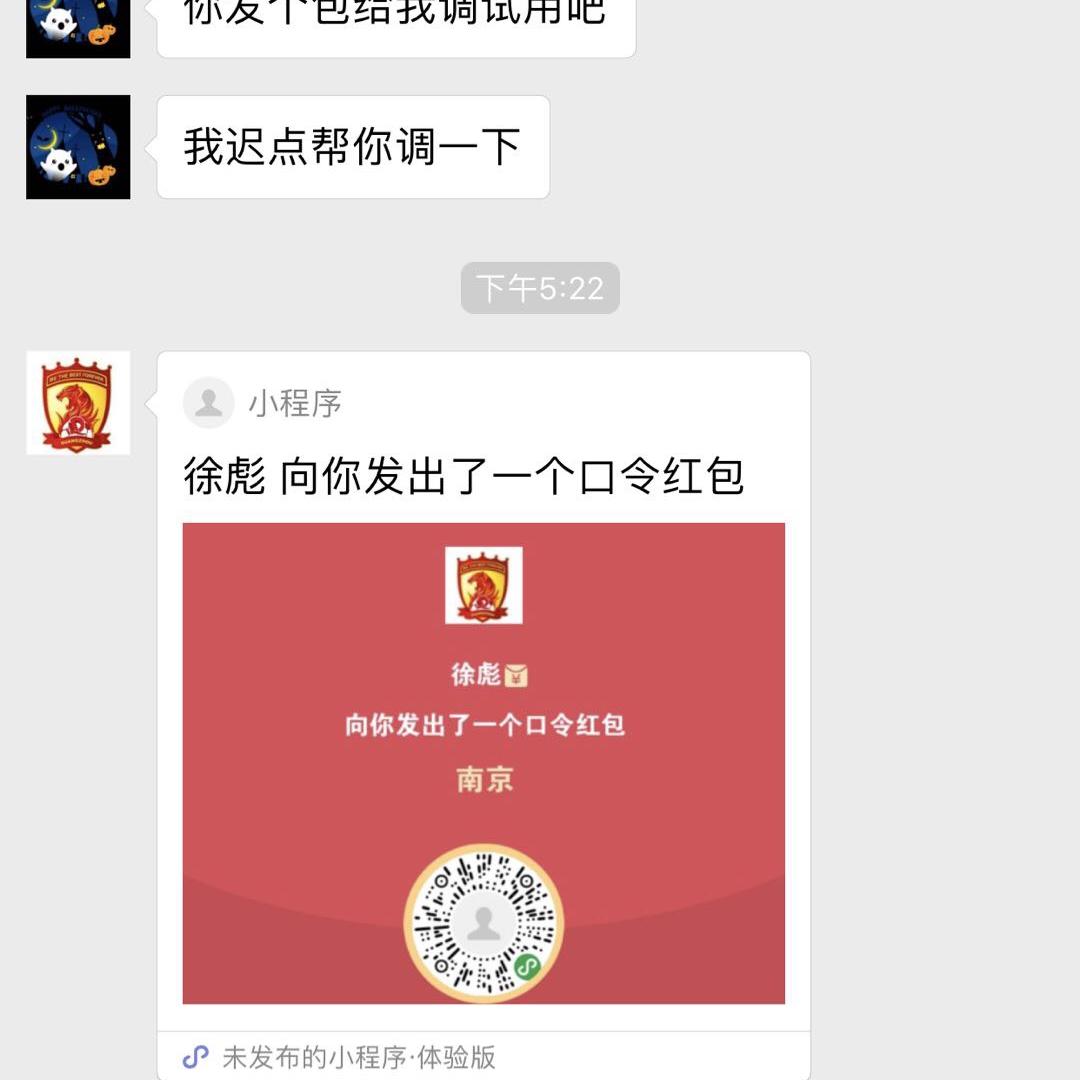 你发个包给我调试用吧
我迟点帮你调一下
下午5:22
小程序
徐彪 向你发出了一个口令红包
徐彪
向你发出了一个口令红包
南京
未发布的小程序·体验版